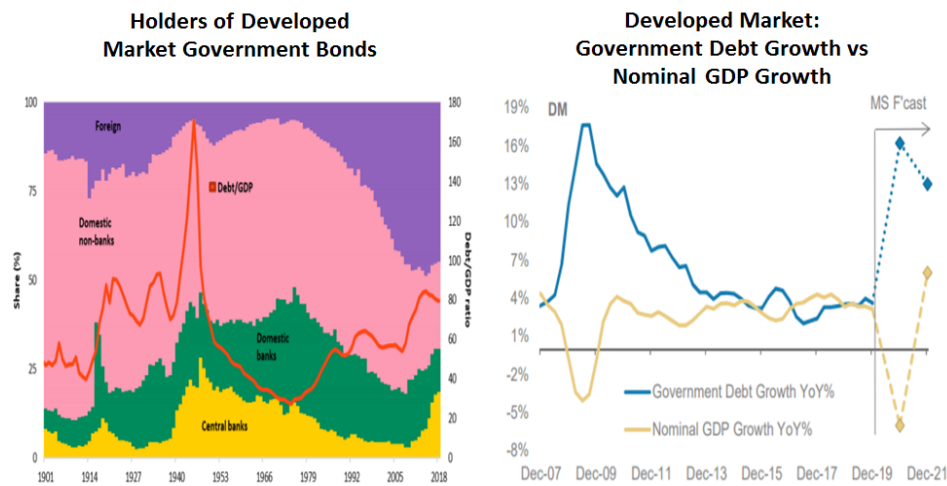 Holders of Developed
Market Government Bonds
100
75
50
25
0
Share (%)
Foreign
Domestic
non-banks
Debt/GDP
Domestic
banks
Central banks
180
160
140
120
100
80
60
40
20
0
Debt/GDP ratio
1901
1914
1927
1940
1953
1966
1979
1992
2005
2018
Developed Market:
Government Debt Growth vs
Nominal GDP Growth
19%
16%
13%
10%
7%
4%
1%
-2%
-5%
-8%
DM
MS F'cast
Government Debt Growth YoY%
Nominal GDP Growth YoY%
Dec-07
Dec-09
Dec-11
Dec-13
Dec-15
Dec-17
Dec-19
Dec-21